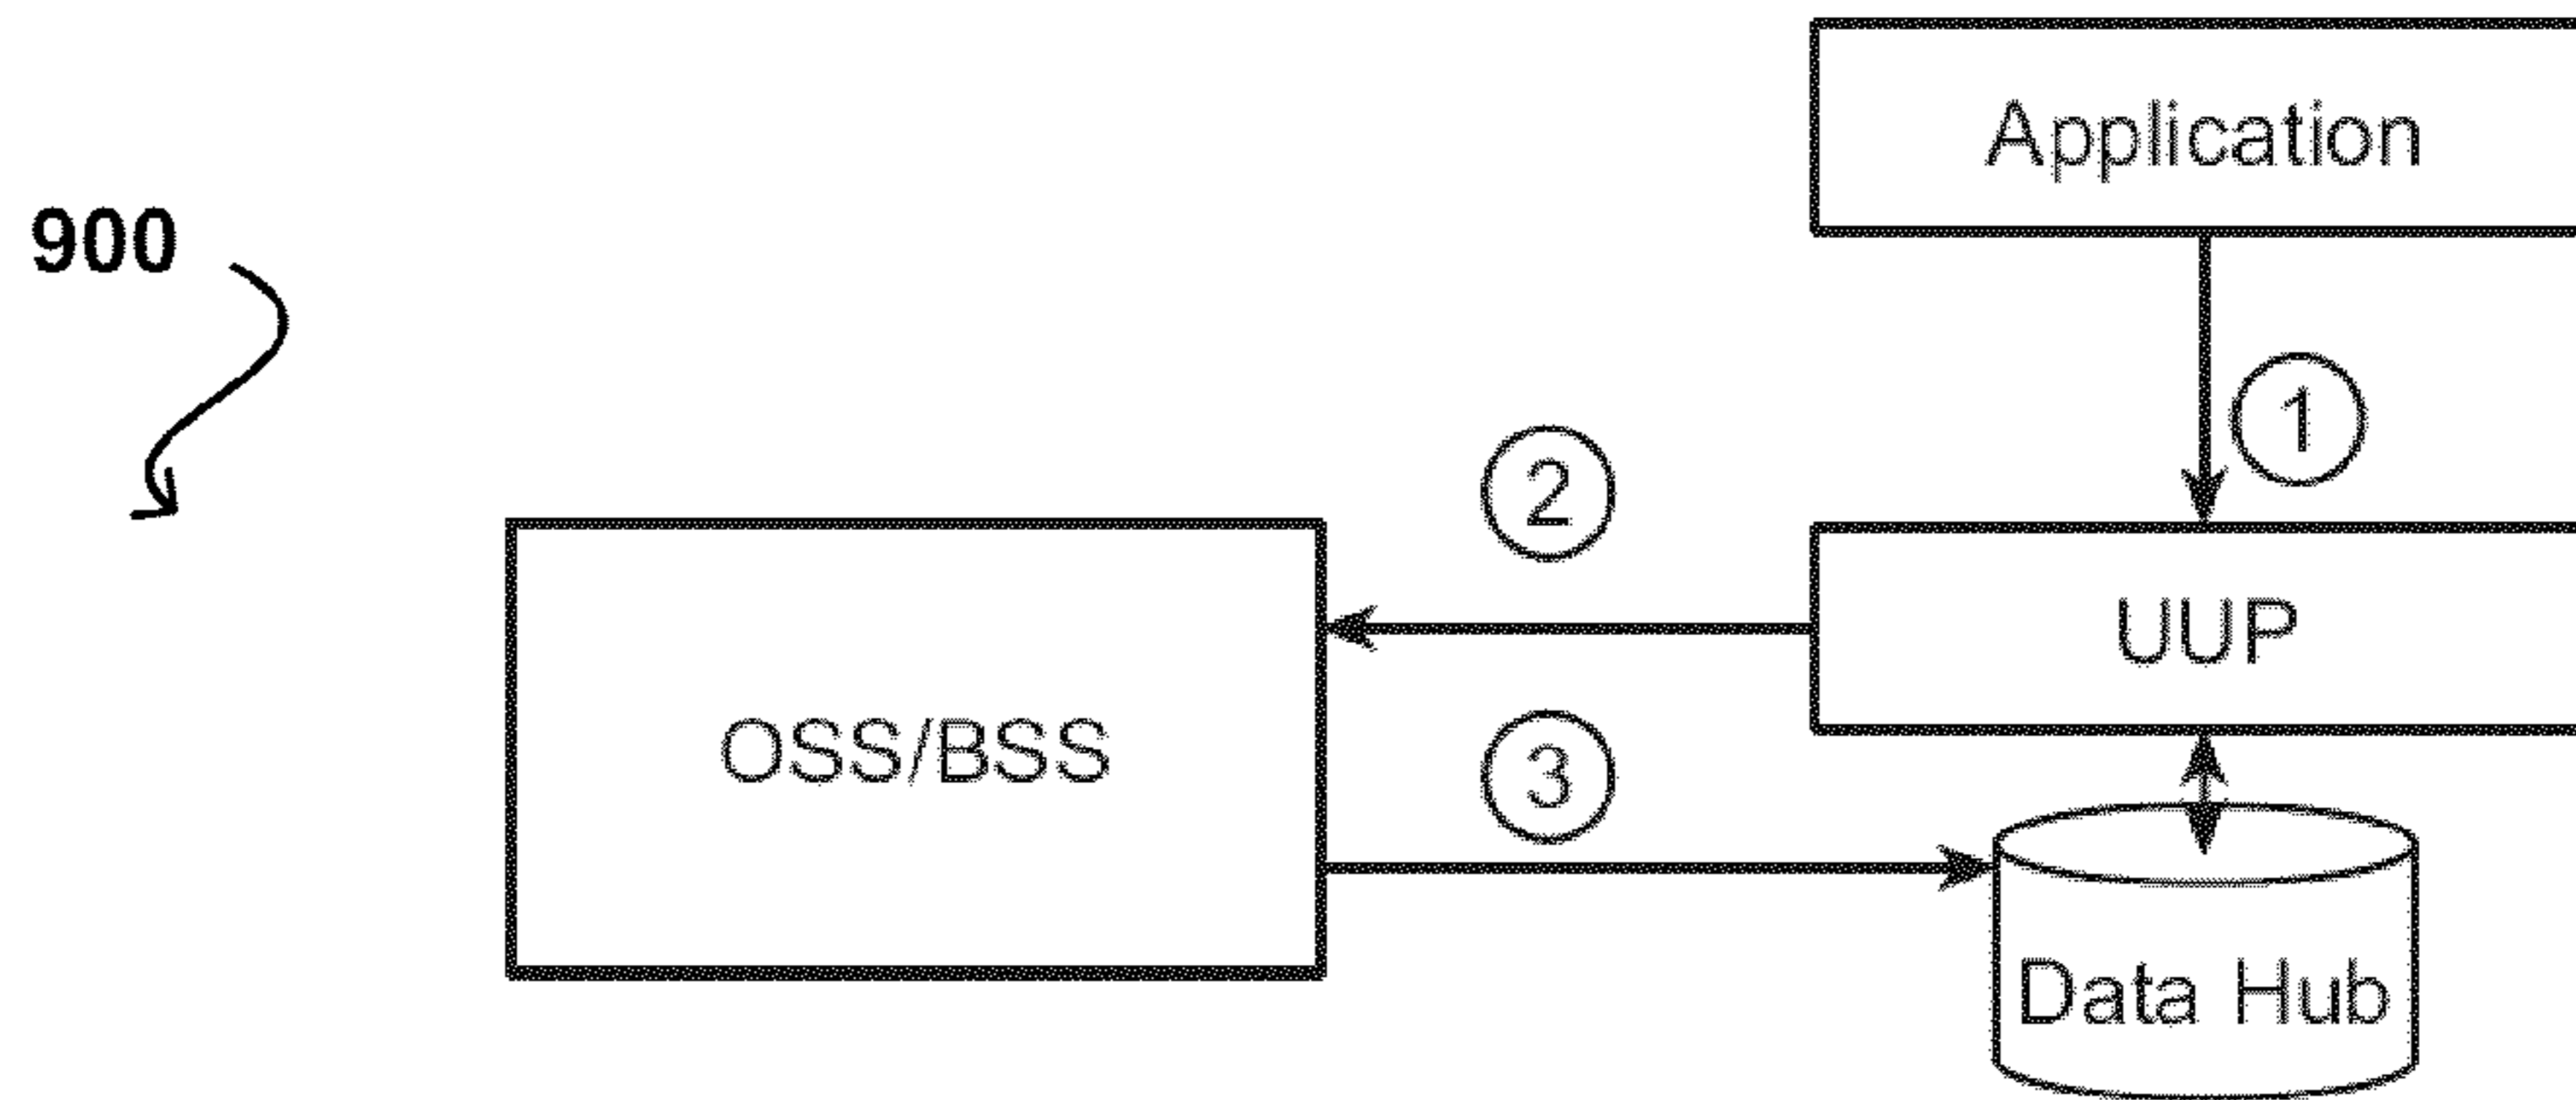 Application
900
1
2
UUP
OSS/BSS
3
Data Hub